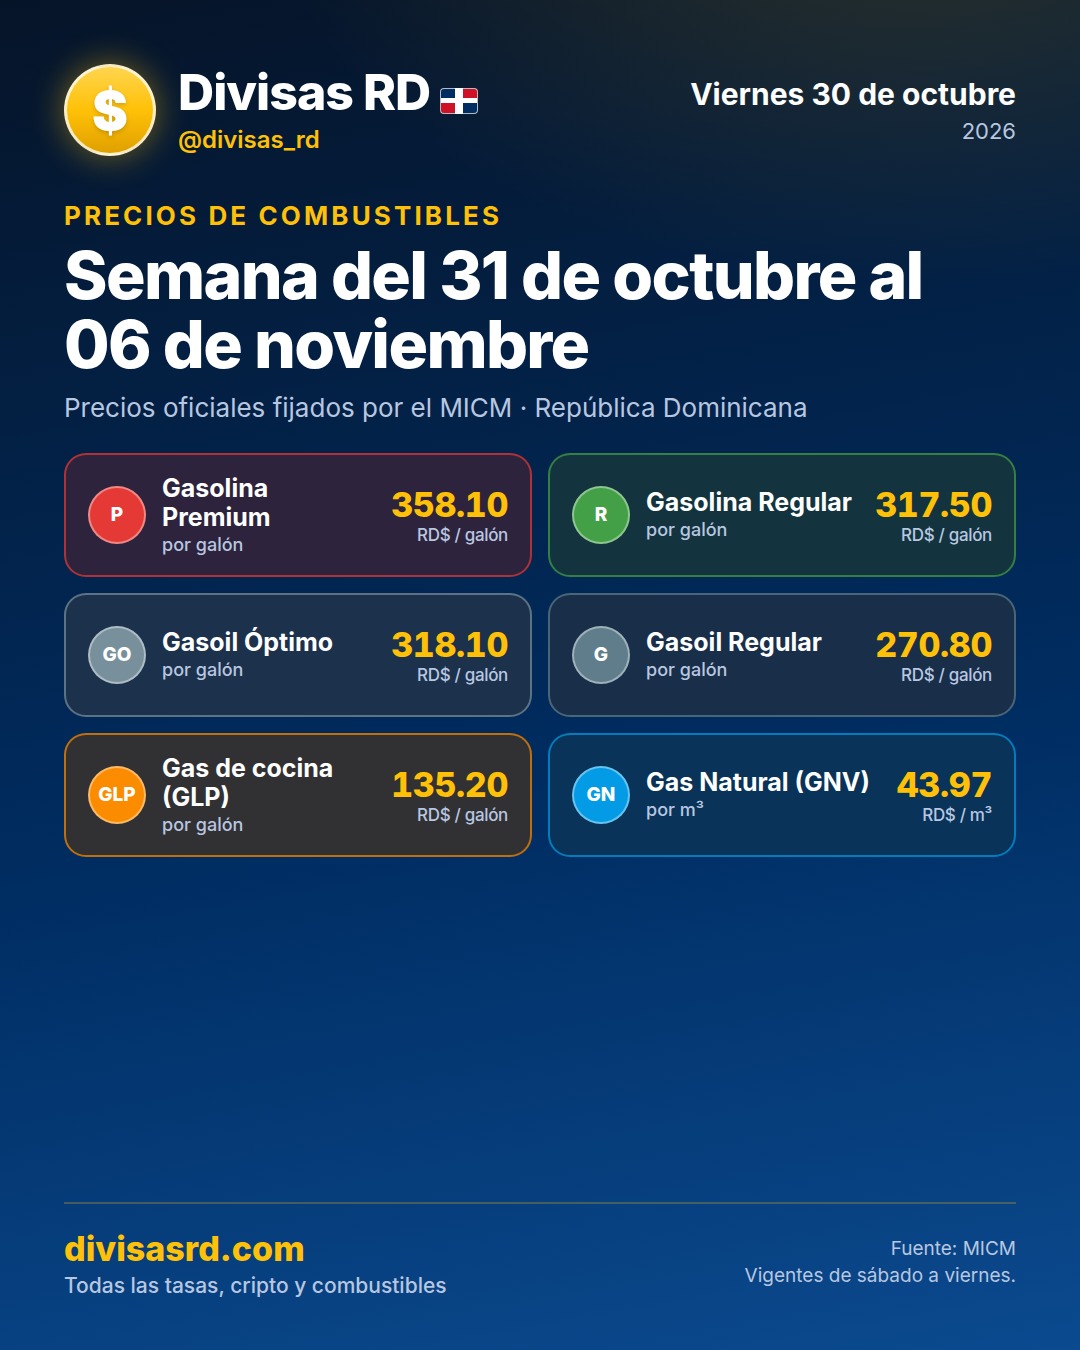 $
Divisas RD
@divisas_rd
Viernes 30 de octubre
2026
PRECIOS DE COMBUSTIBLES
Semana del 31 de octubre al
06 de noviembre
Precios oficiales fijados por el MICM · República Dominicana
P
Gasolina
Premium
por galón
358.10
RD$ / galón
R
Gasolina Regular
por galón
317.50
RD$ / galón
GO
Gasoil Óptimo
por galón
318.10
RD$ / galón
G
Gasoil Regular
por galón
270.80
RD$ / galón
GLP
Gas de cocina
(GLP)
por galón
135.20
RD$ / galón
GN
Gas Natural (GNV)
por m³
43.97
RD$ / m³
divisasrd.com
Todas las tasas, cripto y combustibles
Fuente: MICM
Vigentes de sábado a viernes.